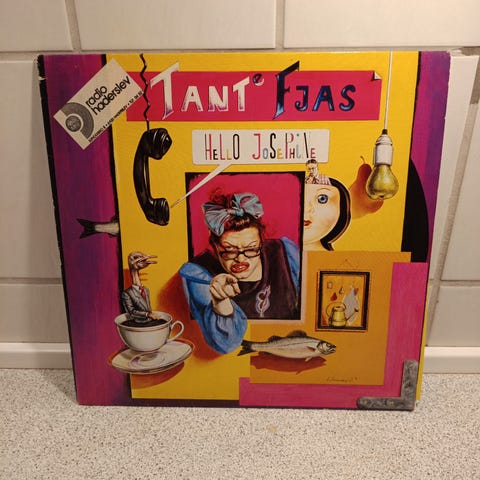 radio
haderslev
TANT' FJAS
HELLO JOSEPHINE